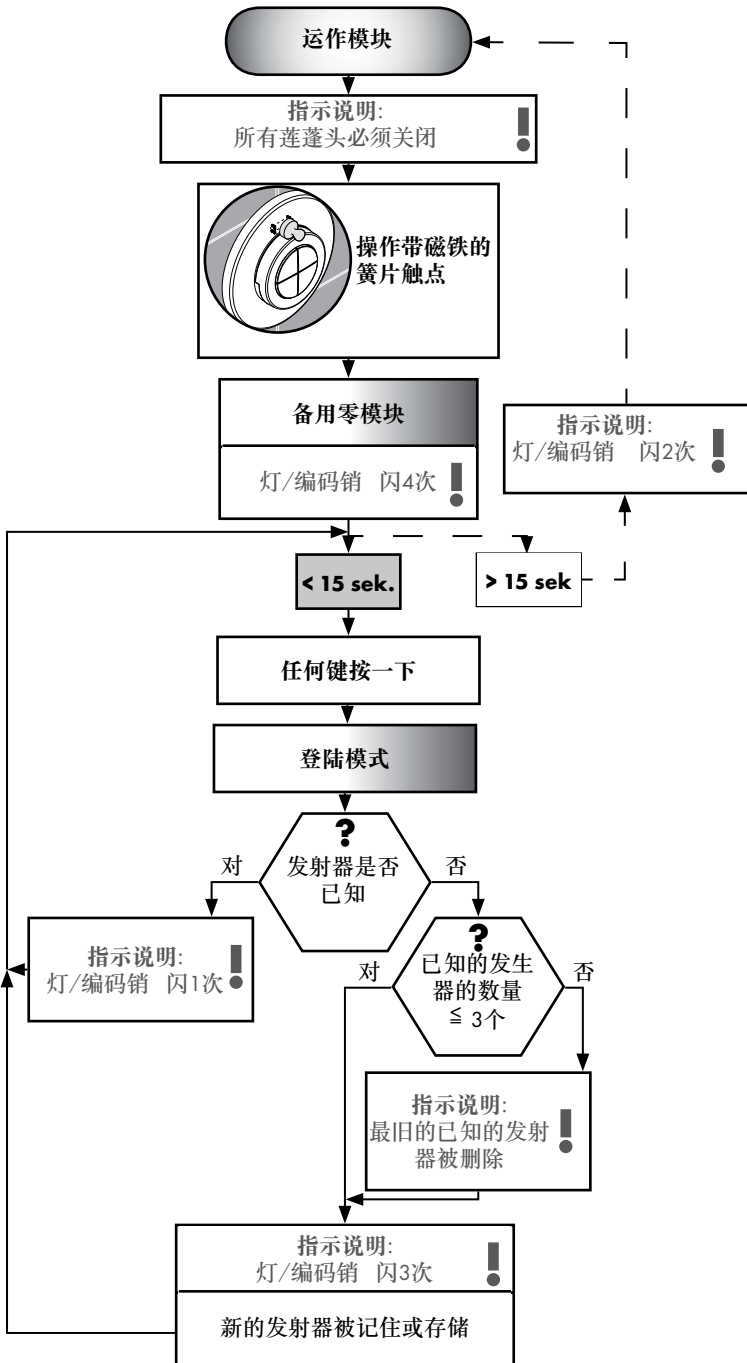 运作模块
指示说明:
所有莲蓬头必须关闭
操作带磁铁的
簧片触点
备用零模块
灯/编码销 闪4次
指示说明:
灯/编码销 闪2次
< 15 sek.
> 15 sek
任何键按一下
登陆模式
?
发射器是否
已知
对
否
指示说明:
灯/编码销 闪1次
?
已知的发生
器的数量
≦ 3个
对
否
指示说明:
最旧的已知的发射
器被删除
指示说明:
灯/编码销 闪3次
新的发射器被记住或存储